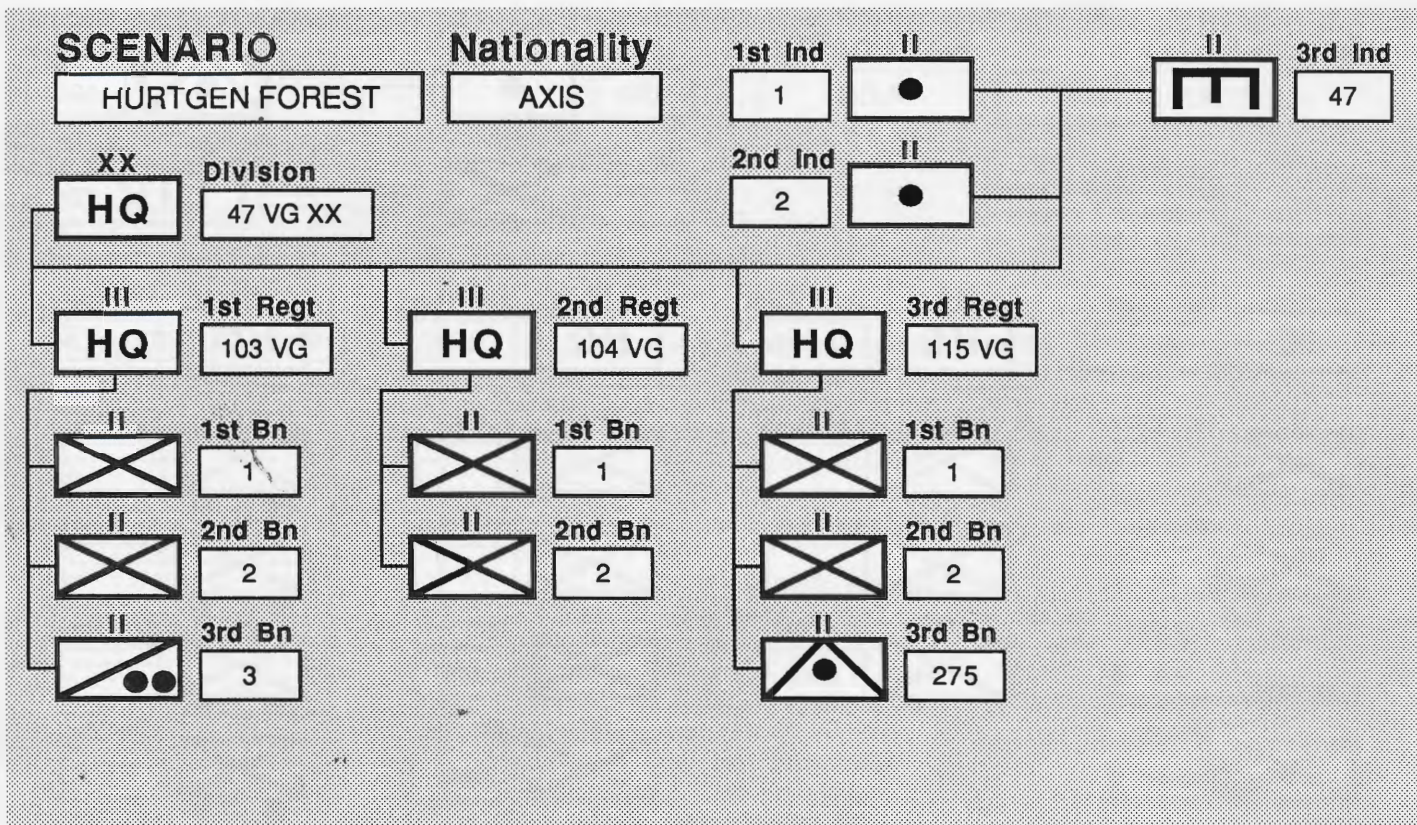 SCENARIO
Nationality
HURTGEN FOREST
AXIS
1st Ind
II
1
II
3rd Ind
47
2nd Ind
II
2
XX
HQ
Division
47 VG XX
III
HQ
1st Regt
103 VG
III
HQ
2nd Regt
104 VG
III
HQ
3rd Regt
115 VG
II
1st Bn
1
II
1st Bn
1
II
1st Bn
1
II
2nd Bn
2
II
2nd Bn
2
II
2nd Bn
2
II
3rd Bn
3
II
3rd Bn
275